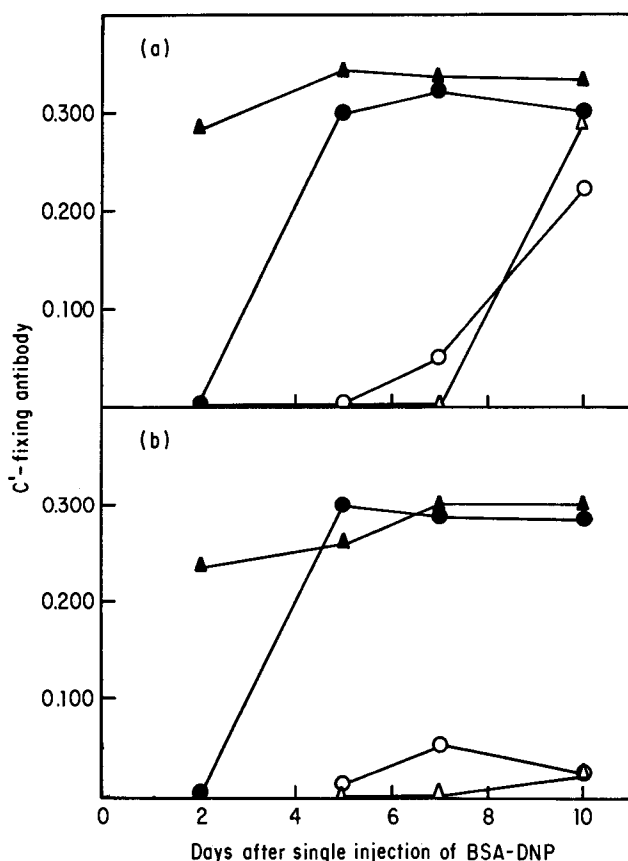 (a)
0.300
0.200
0.100
C'-fixing antibody
(b)
0.300
0.200
0.100
0 2 4 6 8 10
Days after single injection of BSA-DNP